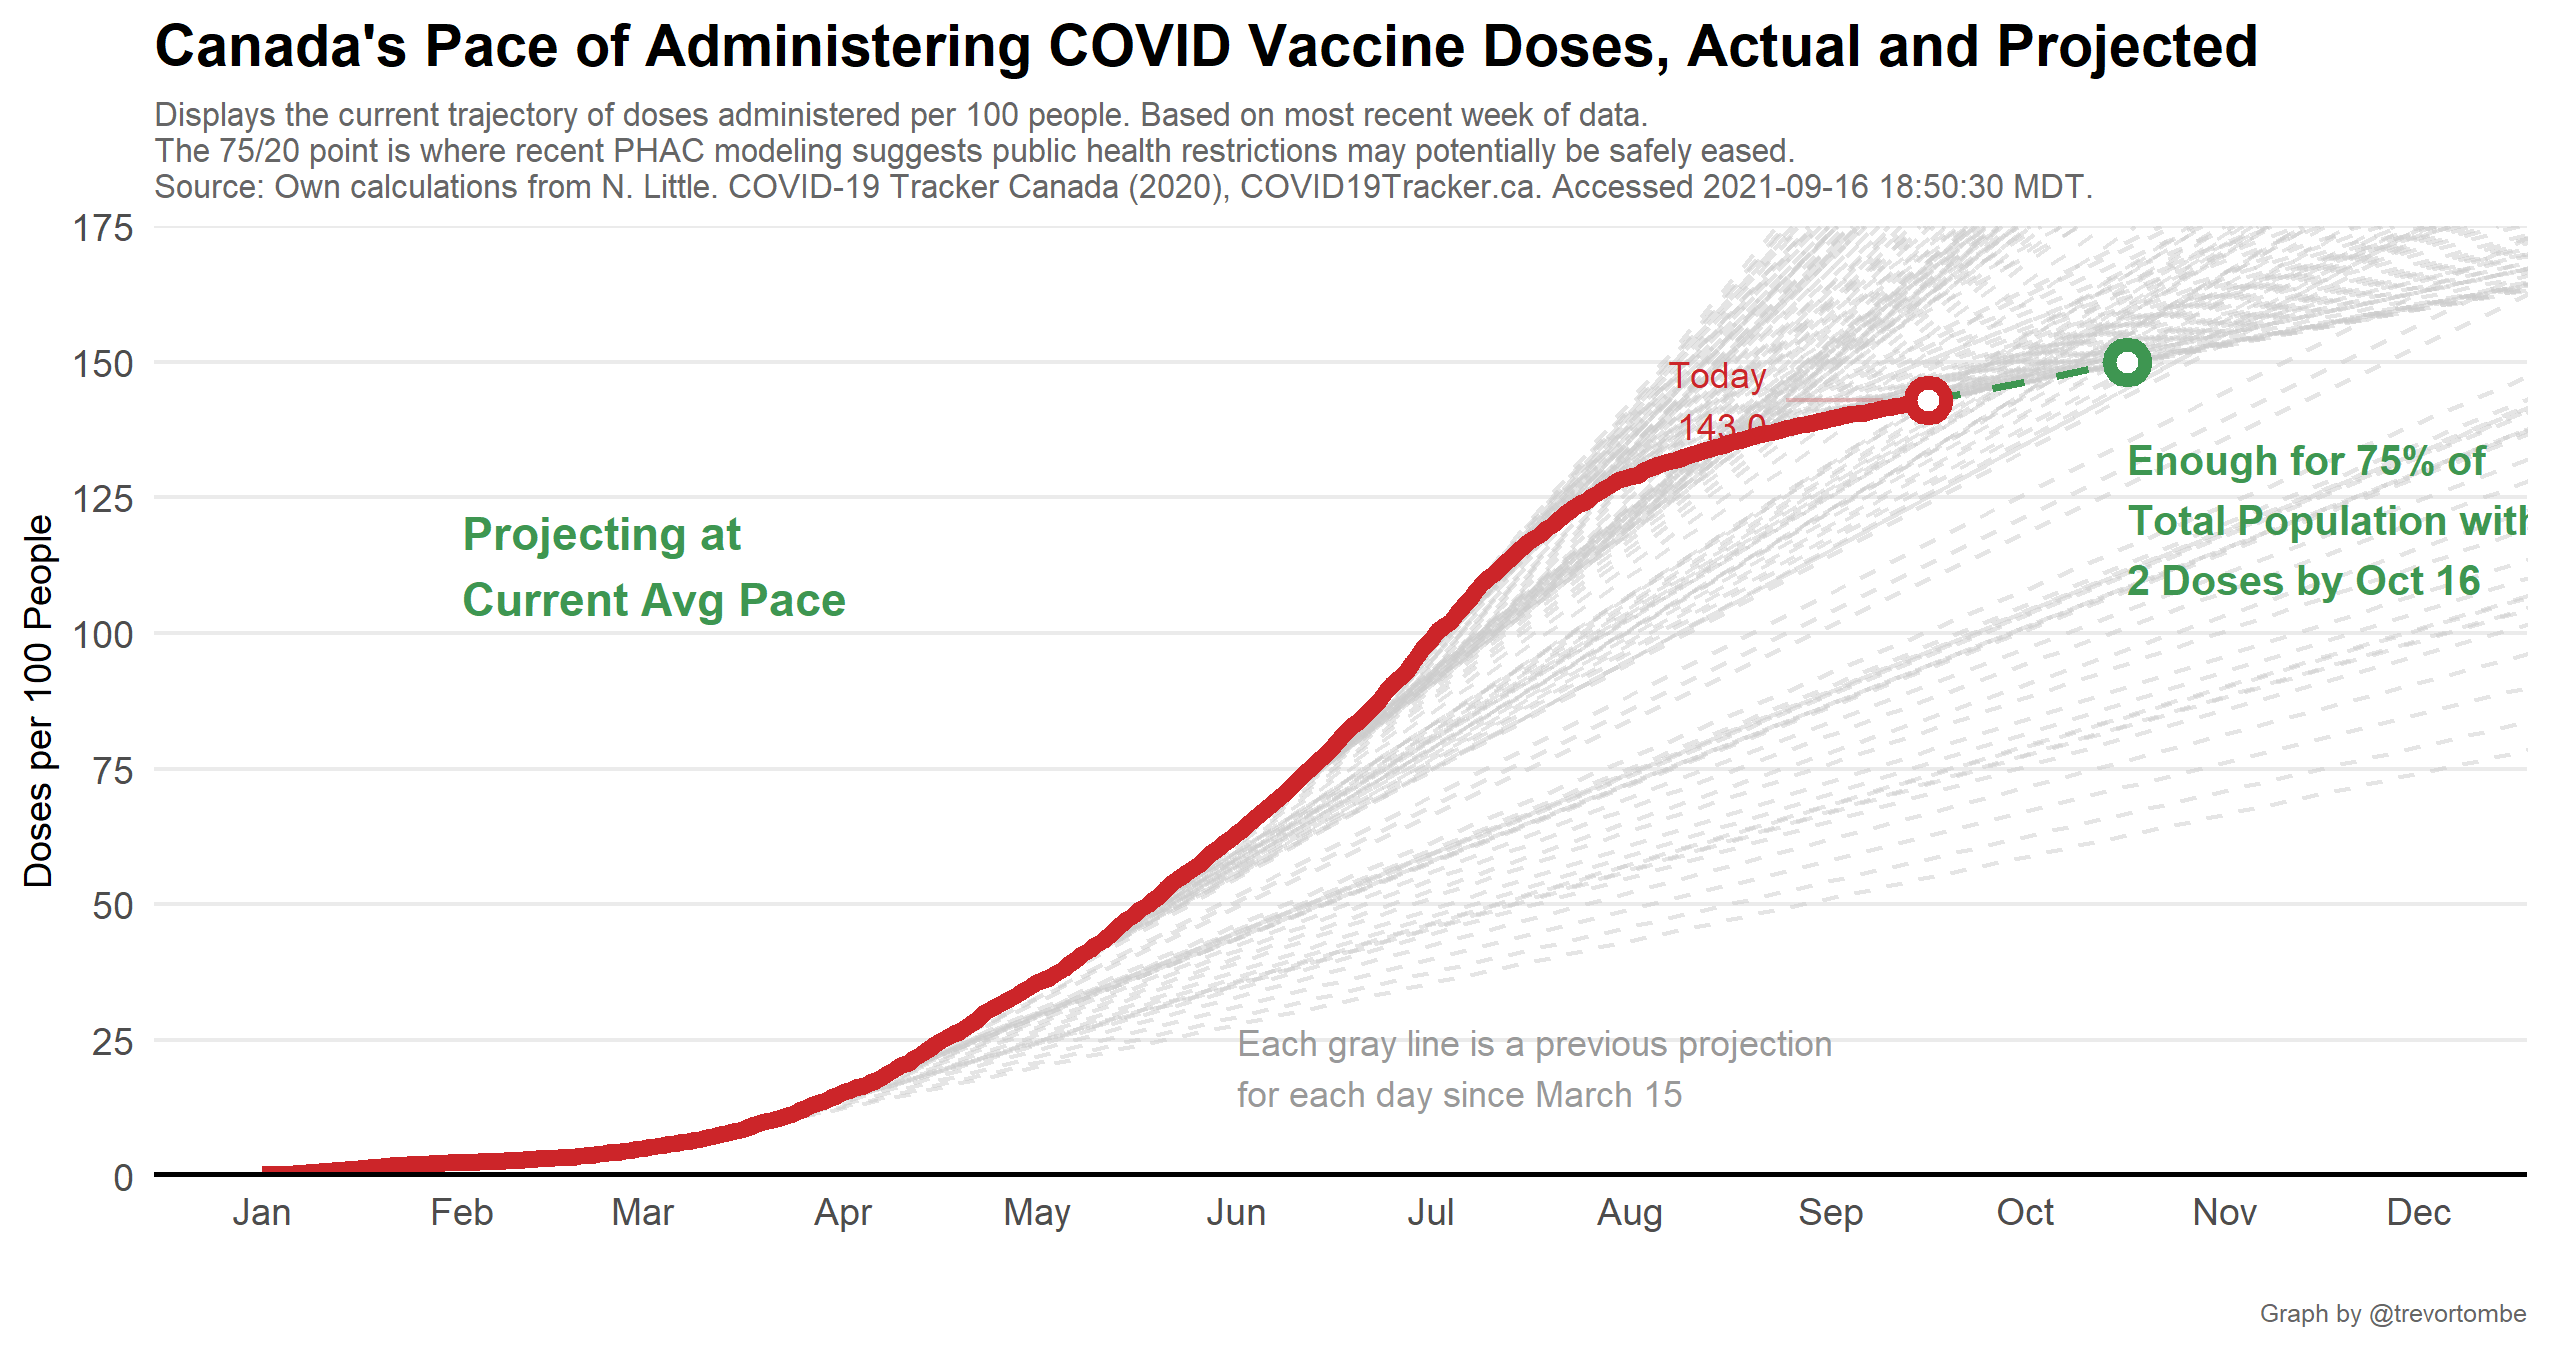 Canada's Pace of Administering COVID Vaccine Doses, Actual and Projected
Displays the current trajectory of doses administered per 100 people. Based on most recent week of data.
The 75/20 point is where recent PHAC modeling suggests public health restrictions may potentially be safely eased.
Source: Own calculations from N. Little. COVID-19 Tracker Canada (2020), COVID19Tracker.ca. Accessed 2021-09-16 18:50:30 MDT.
Doses per 100 People
175
150
125
100
75
50
25
0
Projecting at
Current Avg Pace
Today
143.0
Enough for 75% of
Total Population with
2 Doses by Oct 16
Each gray line is a previous projection
for each day since March 15
Jan Feb Mar Apr May Jun Jul Aug Sep Oct Nov Dec
Graph by @trevortombe